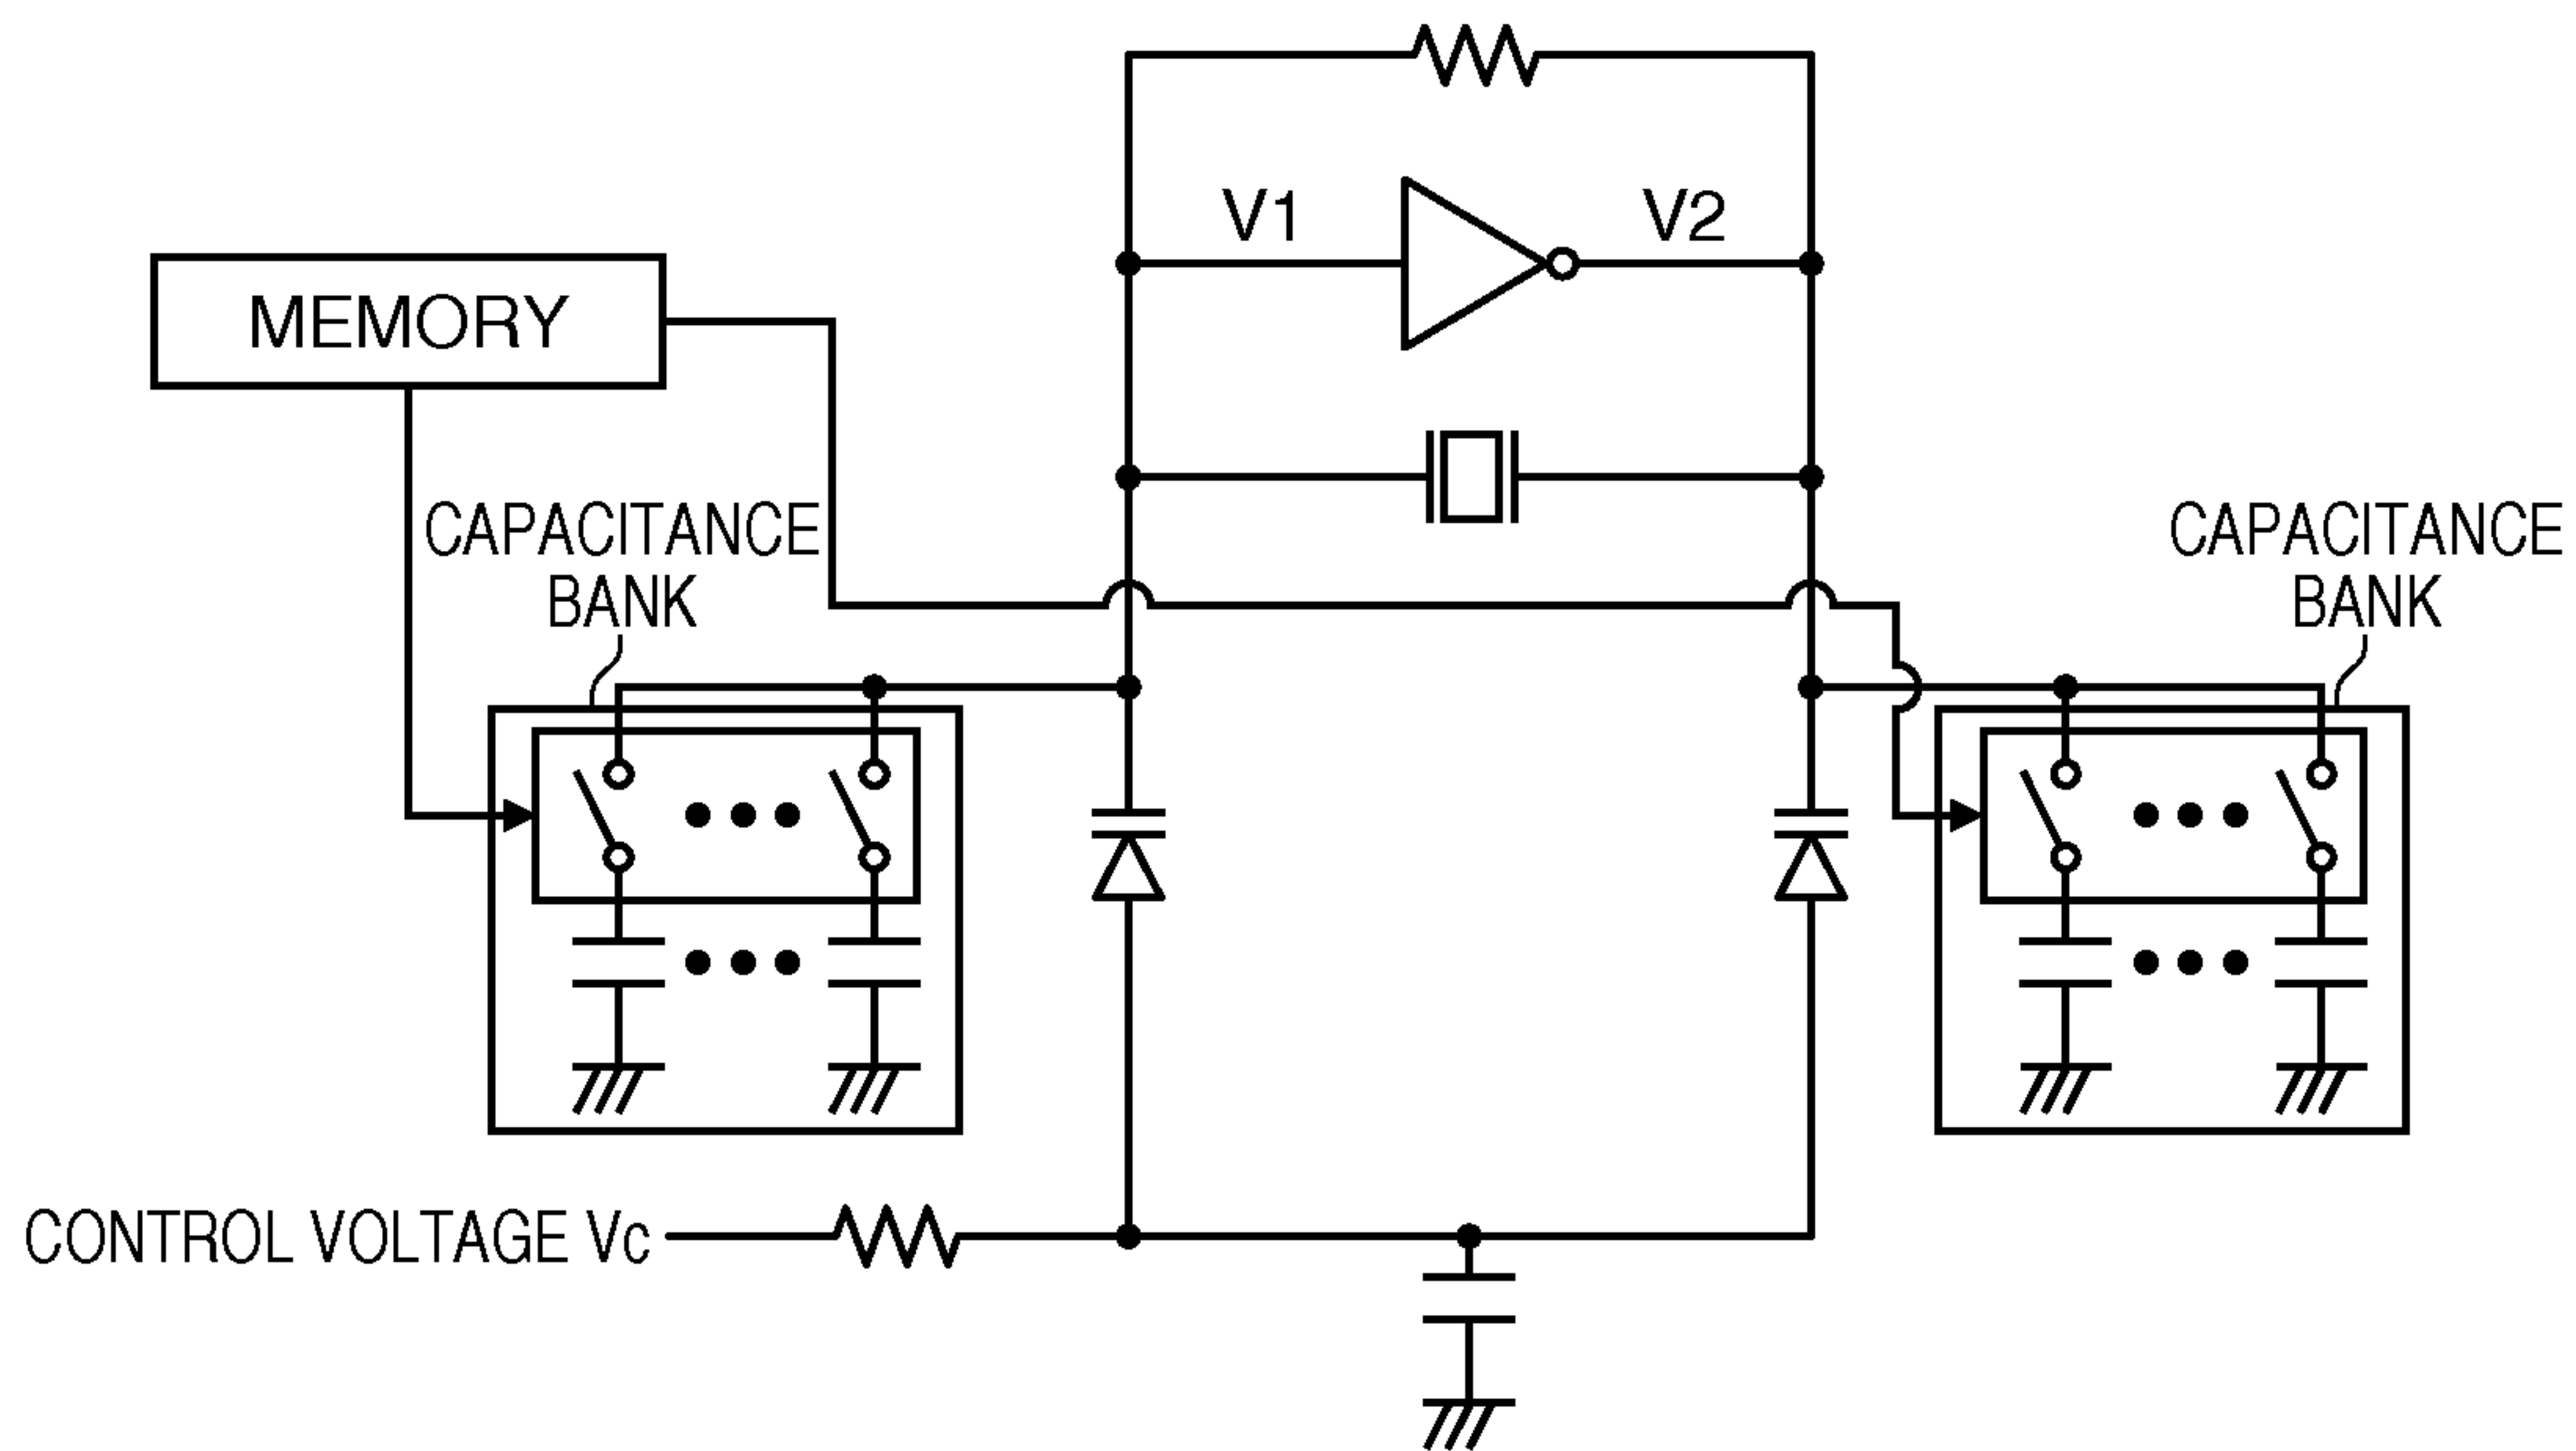 V1
V2
MEMORY
CAPACITANCE
BANK
CAPACITANCE
BANK
CONTROL VOLTAGE Vc